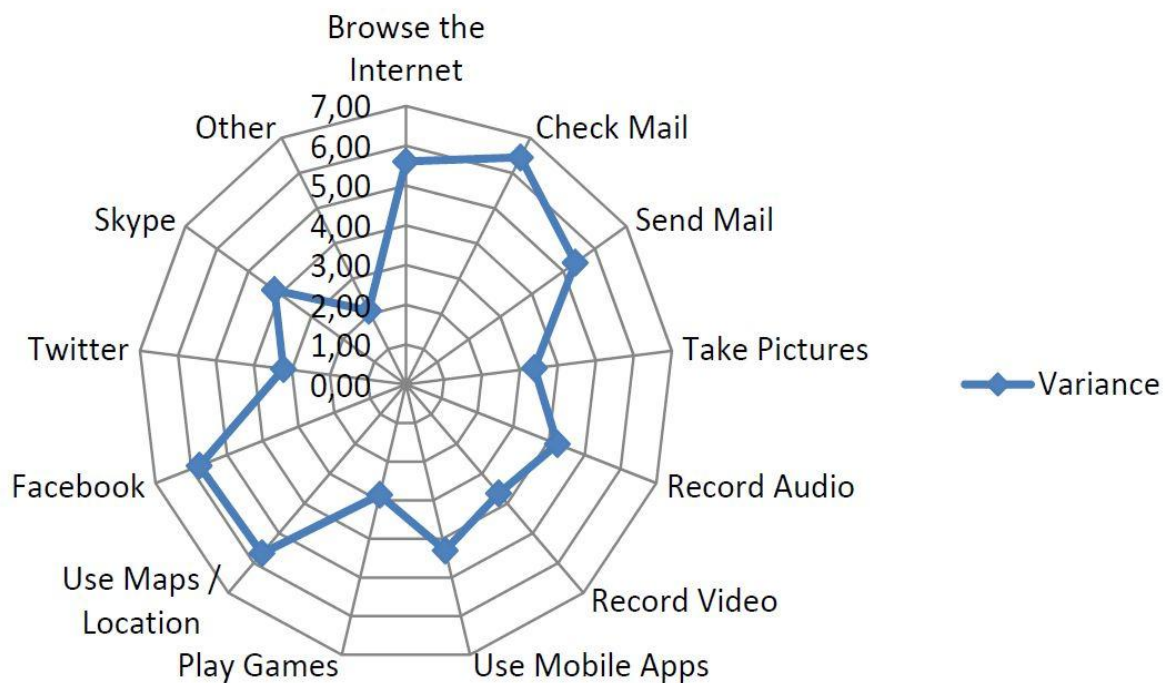 Browse the
Internet
7,00
6,00
5,00
4,00
3,00
2,00
1,00
0,00
Check Mail
Send Mail
Take Pictures
Record Audio
Record Video
Use Mobile Apps
Play Games
Use Maps /
Location
Facebook
Twitter
Skype
Other
Variance